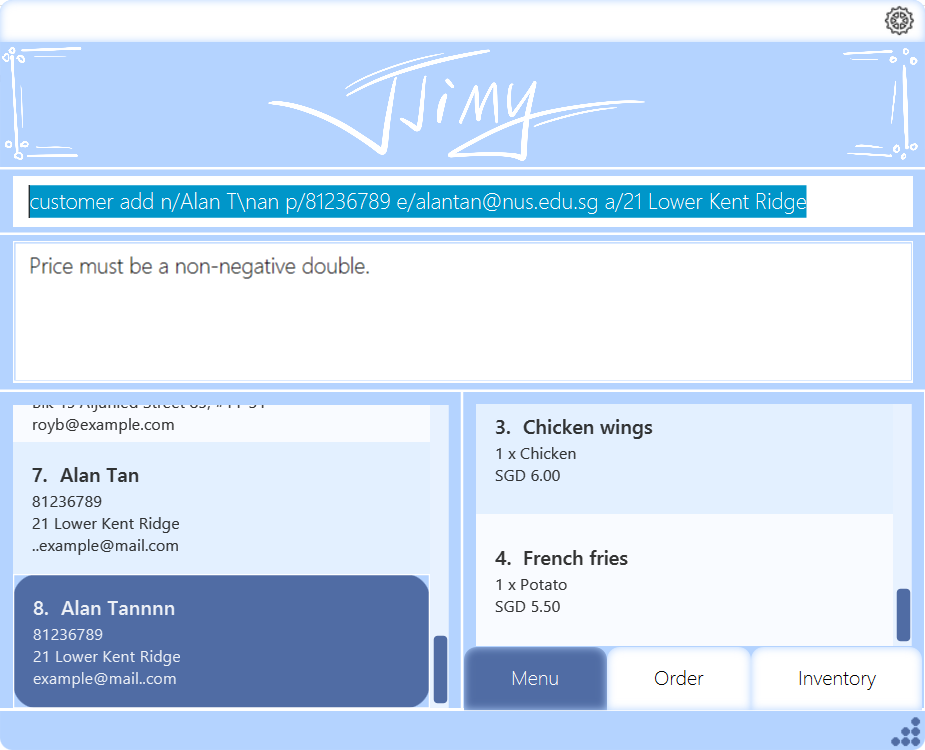 JJIMY
customer add n/Alan T\nan p/81236789 e/alantan@nus.edu.sg a/21 Lower Kent Ridge
Price must be a non-negative double.
royb@example.com
7. Alan Tan
81236789
21 Lower Kent Ridge
..example@mail.com
8. Alan Tannnn
81236789
21 Lower Kent Ridge
example@mail..com
3. Chicken wings
1 x Chicken
SGD 6.00
4. French fries
1 x Potato
SGD 5.50
Menu
Order
Inventory